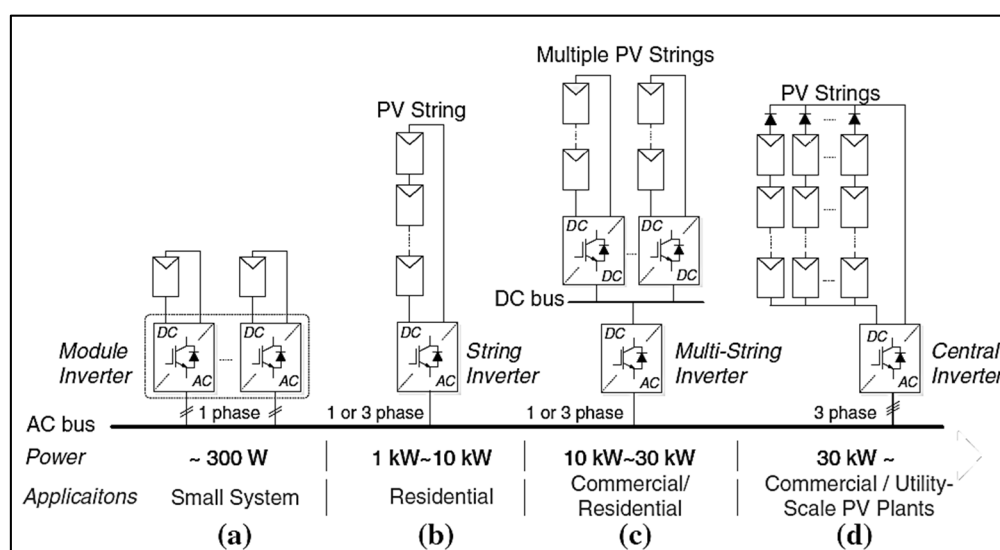 Multiple PV Strings
PV String
PV Strings
DC
DC
DC
DC
DC bus
Module
Inverter
DC
AC
DC
AC
DC
AC
String
Inverter
DC
AC
Multi-String
Inverter
DC
AC
Central
Inverter
1 phase
1 or 3 phase
1 or 3 phase
3 phase
AC bus
Power
~ 300 W
1 kW~10 kW
10 kW~30 kW
30 kW ~
Applicaitons
Small System
Residential
Commercial/
Residential
Commercial / Utility-
Scale PV Plants
(a)
(b)
(c)
(d)